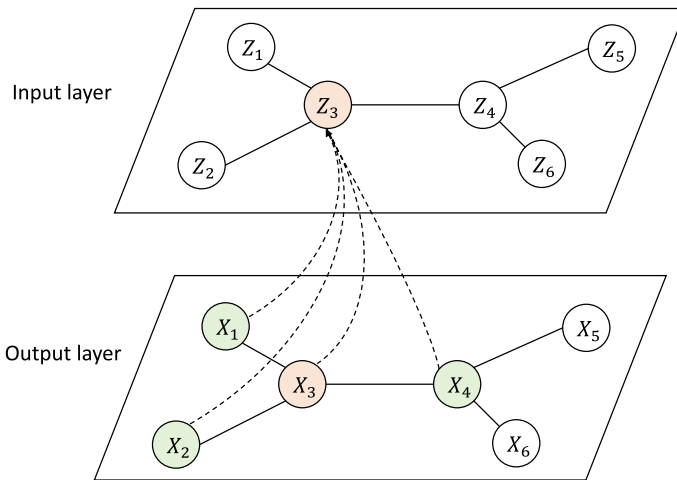 Z₁
Z₅
Input layer
Z₃
Z₄
Z₂
Z₆
X₁
X₅
Output layer
X₃
X₄
X₂
X₆